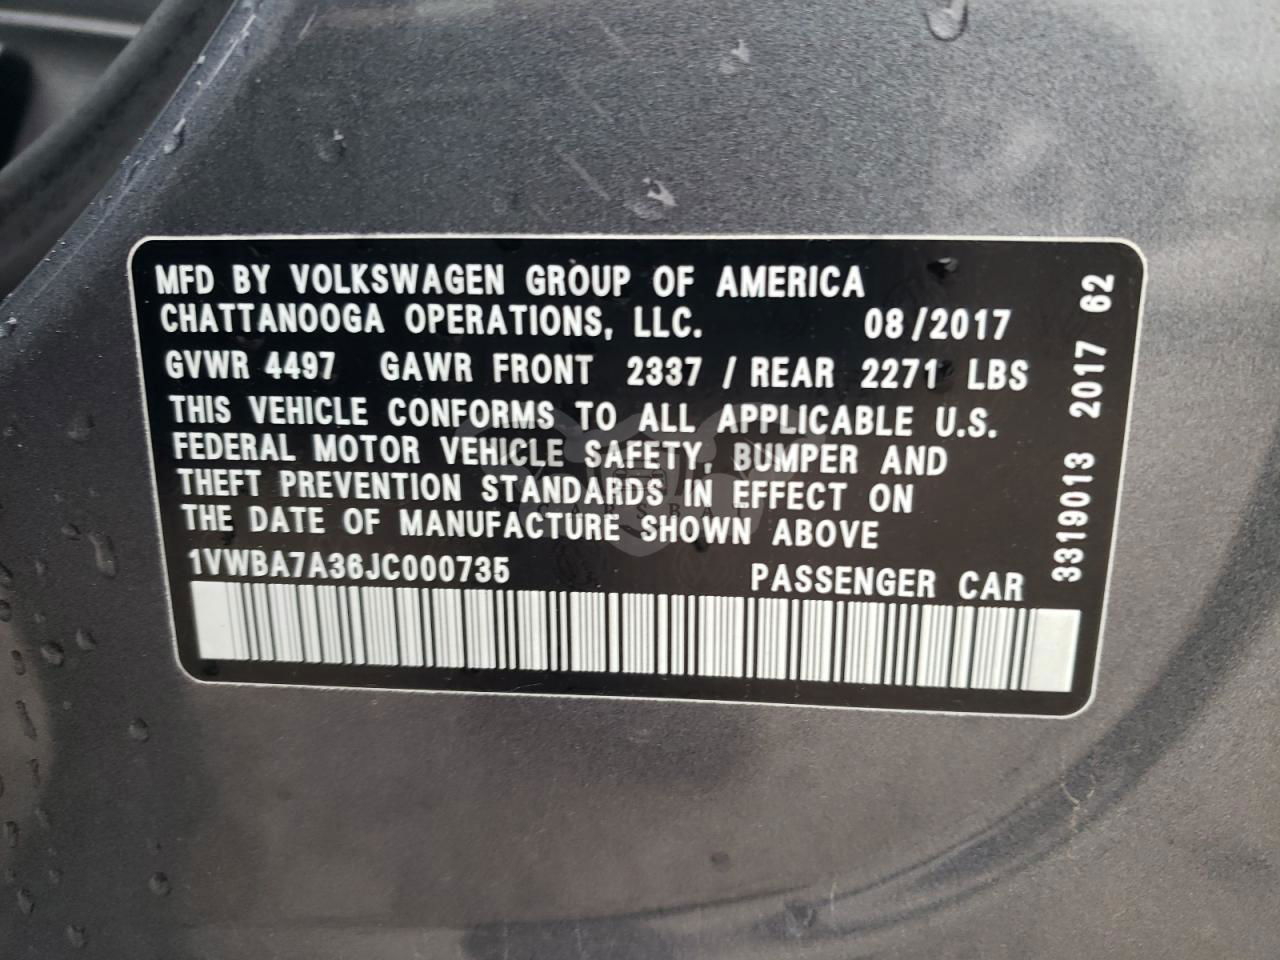 MFD BY VOLKSWAGEN GROUP OF AMERICA
CHATTANOOGA OPERATIONS, LLC. 08/2017
GVWR 4497 GAWR FRONT 2337 / REAR 2271 LBS
THIS VEHICLE CONFORMS TO ALL APPLICABLE U.S.
FEDERAL MOTOR VEHICLE SAFETY, BUMPER AND
THEFT PREVENTION STANDARDS IN EFFECT ON
THE DATE OF MANUFACTURE SHOWN ABOVE
1VWBA7A36JC000735 PASSENGER CAR
3319013 2017 62